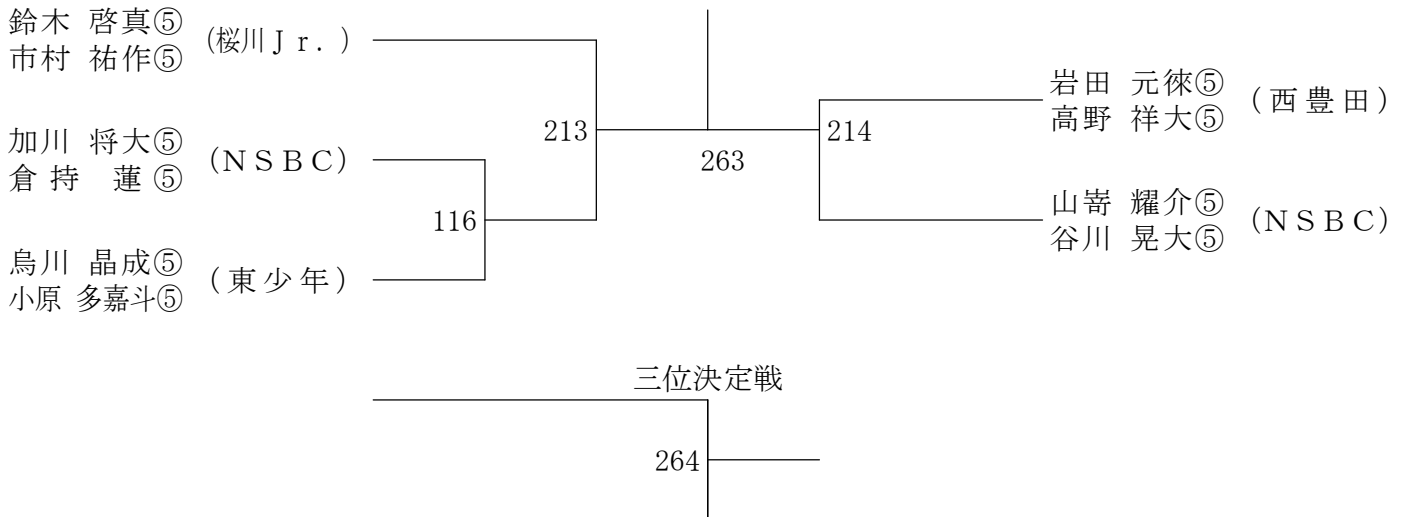 鈴木 啓真⑤
市村 祐作⑤
(桜川Jr.)
加川 将大⑤
倉持 蓮⑤
(NSBC)
烏川 晶成⑤
小原 多嘉斗⑤
(東少年)
213
116
263
214
岩田 元徠⑤
高野 祥大⑤
(西豊田)
山嵜 耀介⑤
谷川 晃大⑤
(NSBC)
三位決定戦
264